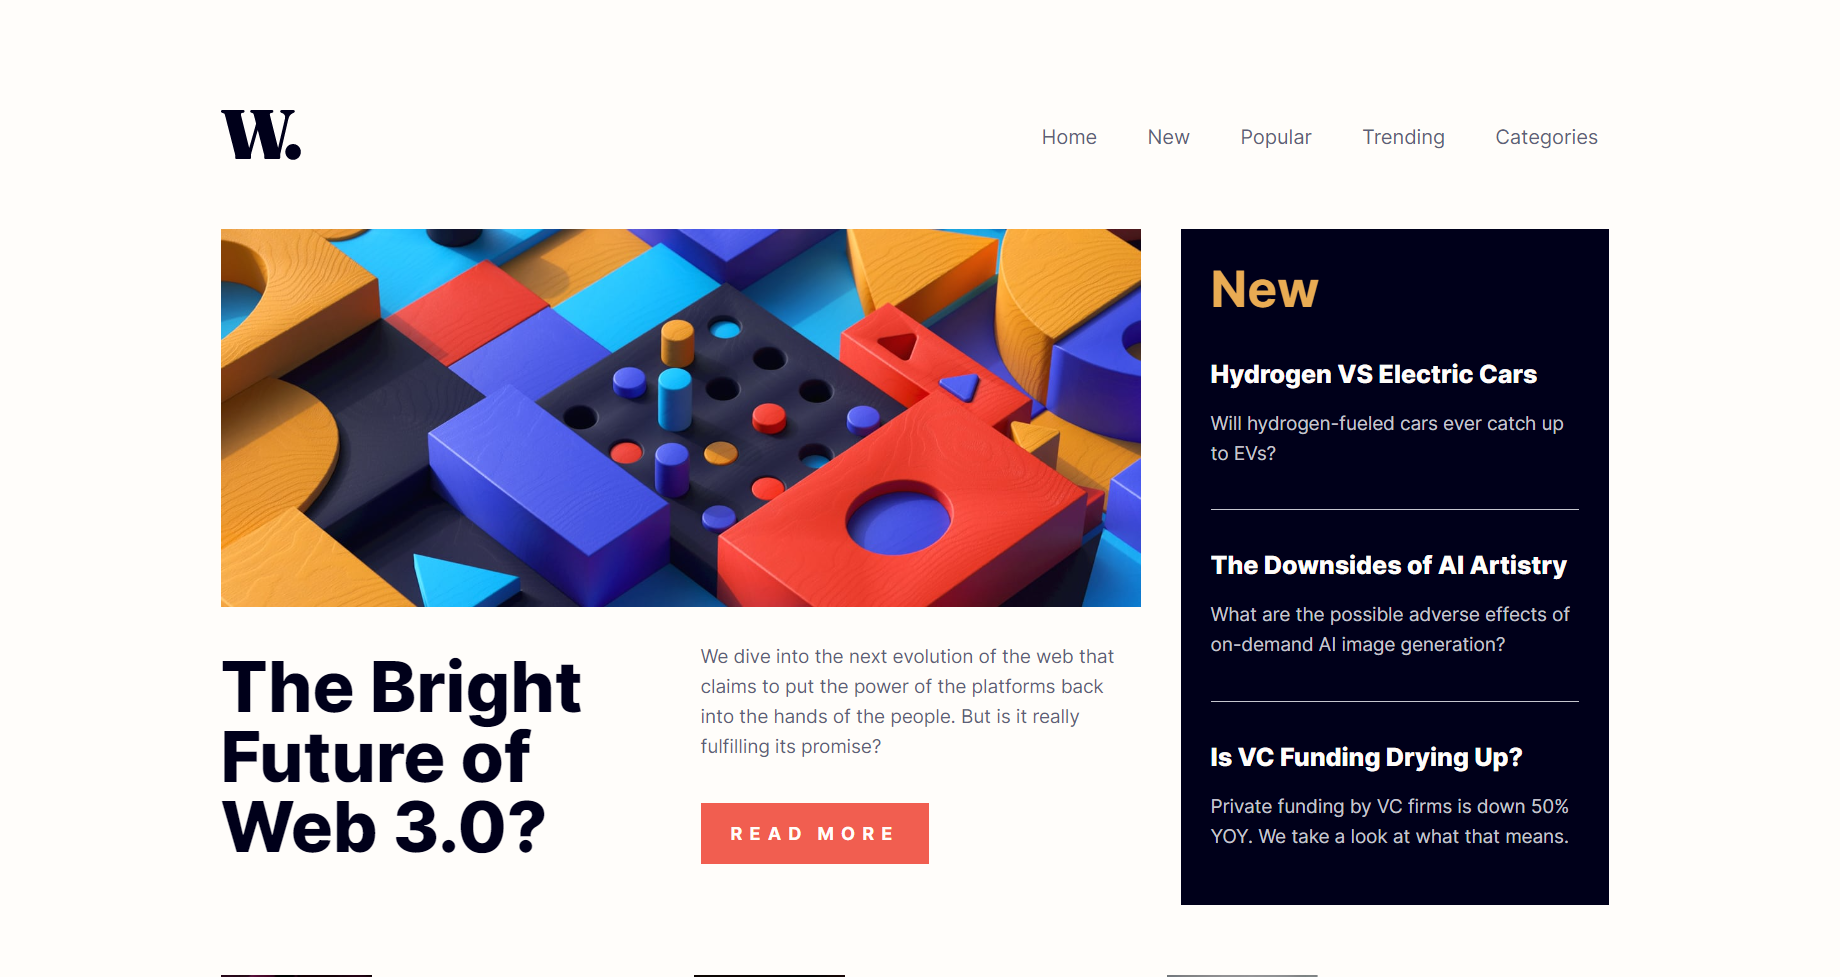 W.
Home New Popular Trending Categories
The Bright
Future of
Web 3.0?
We dive into the next evolution of the web that
claims to put the power of the platforms back
into the hands of the people. But is it really
fulfilling its promise?
READ MORE
New
Hydrogen VS Electric Cars
Will hydrogen-fueled cars ever catch up
to EVs?
The Downsides of AI Artistry
What are the possible adverse effects of
on-demand AI image generation?
Is VC Funding Drying Up?
Private funding by VC firms is down 50%
YOY. We take a look at what that means.